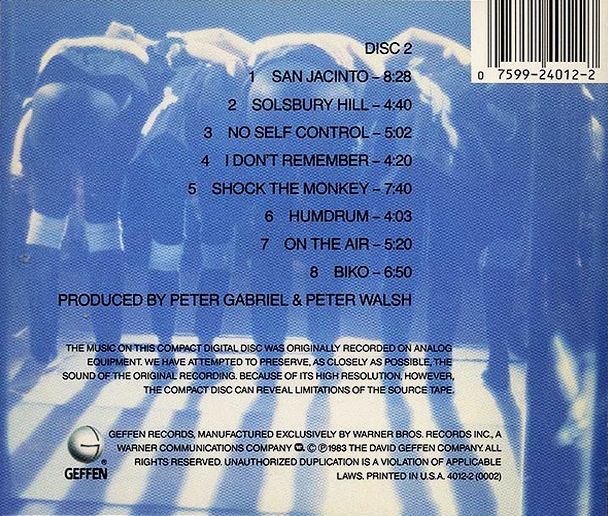 DISC 2
1 SAN JACINTO – 8:28
2 SOLSBURY HILL – 4:40
3 NO SELF CONTROL – 5:02
4 I DON'T REMEMBER – 4:20
5 SHOCK THE MONKEY – 7:40
6 HUMDRUM – 4:03
7 ON THE AIR – 5:20
8 BIKO – 6:50
PRODUCED BY PETER GABRIEL & PETER WALSH
0 7599-24012-2
THE MUSIC ON THIS COMPACT DIGITAL DISC WAS ORIGINALLY RECORDED ON ANALOG
EQUIPMENT. WE HAVE ATTEMPTED TO PRESERVE, AS CLOSELY AS POSSIBLE, THE
SOUND OF THE ORIGINAL RECORDING. BECAUSE OF ITS HIGH RESOLUTION, HOWEVER,
THE COMPACT DISC CAN REVEAL LIMITATIONS OF THE SOURCE TAPE.
GEFFEN®
GEFFEN RECORDS, MANUFACTURED EXCLUSIVELY BY WARNER BROS. RECORDS INC., A
WARNER COMMUNICATIONS COMPANY ©℗1983 THE DAVID GEFFEN COMPANY. ALL
RIGHTS RESERVED. UNAUTHORIZED DUPLICATION IS A VIOLATION OF APPLICABLE
LAWS. PRINTED IN U.S.A. 4012-2 (0002)